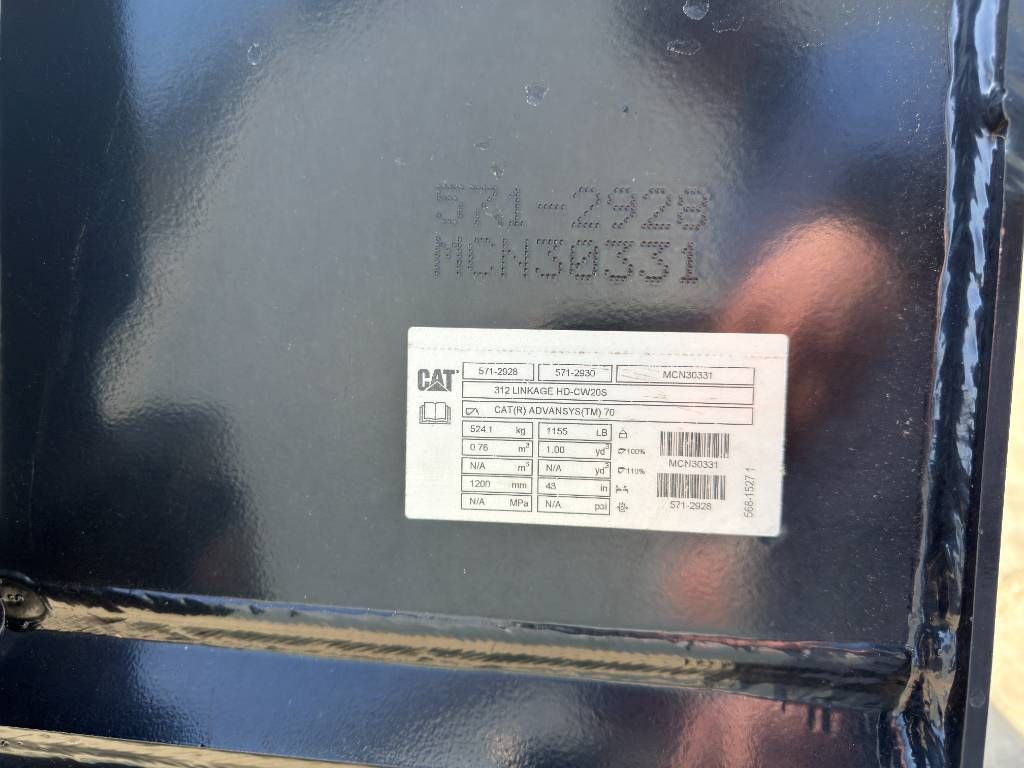 571-2928
MCN30331
CAT 571-2928 571-2930 MCN30331
312 LINKAGE HD-CW20S
CAT(R) ADVANSYS(TM) 70
524.1 kg 1155 LB
0.76 m³ 1.00 yd³ 100%
N/A m³ N/A yd³ 110%
1200 mm 43 in
N/A MPa N/A psi
MCN30331
571-2928
568-1527 1